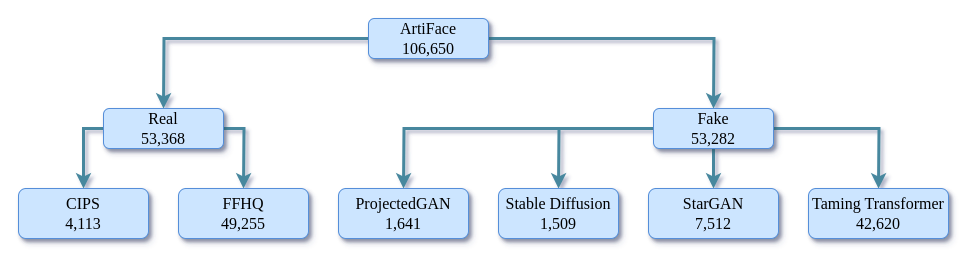 ArtiFace
106,650
Real
53,368
Fake
53,282
CIPS
4,113
FFHQ
49,255
ProjectedGAN
1,641
Stable Diffusion
1,509
StarGAN
7,512
Taming Transformer
42,620